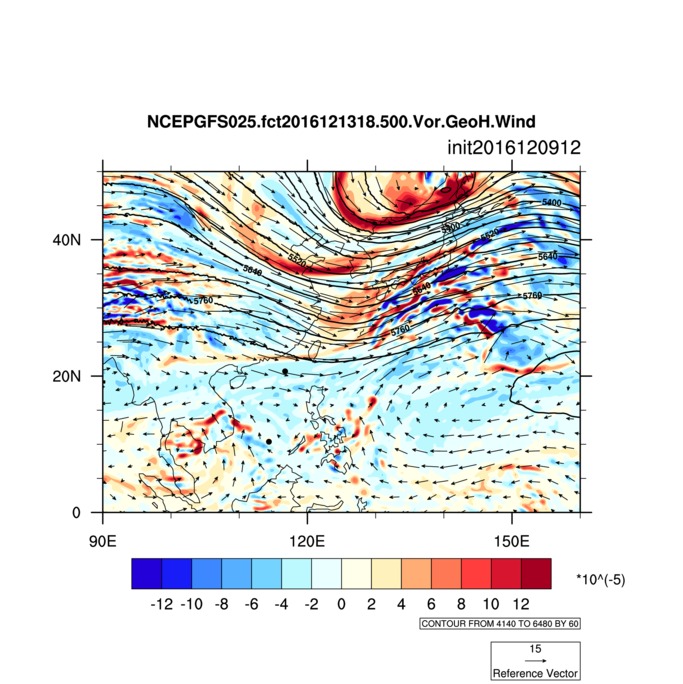 NCEPGFS025.fct2016121318.500.Vor.GeoH.Wind
init2016120912
5400
5500
5520
5640
40N
5520
5640
5640
5760
5760
5760
20N
0
90E 120E 150E
-12 -10 -8 -6 -4 -2 0 2 4 6 8 10 12
*10^(-5)
CONTOUR FROM 4140 TO 6480 BY 60
15
Reference Vector